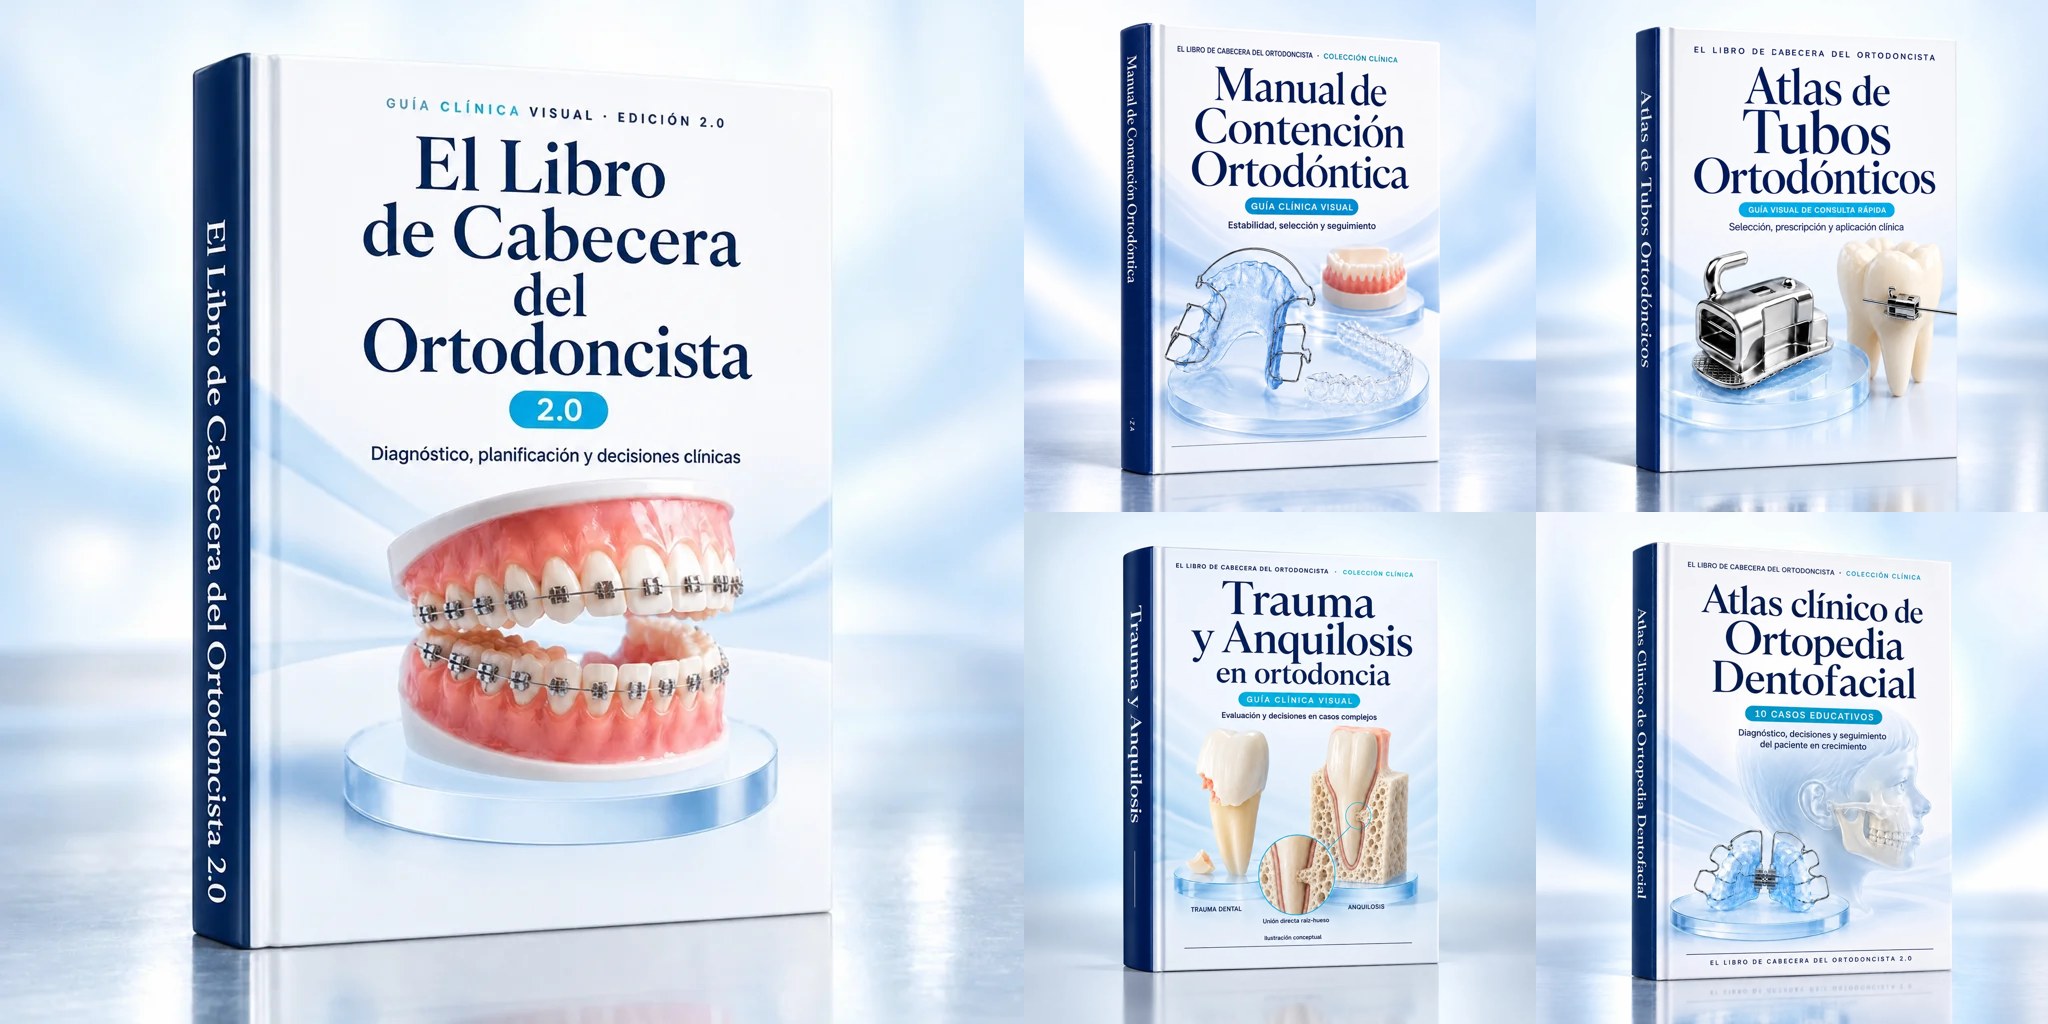 GUÍA CLÍNICA VISUAL · EDICIÓN 2.0
El Libro
de Cabecera
del
Ortodoncista
2.0
Diagnóstico, planificación y decisiones clínicas
El Libro de Cabecera del Ortodoncista 2.0
EL LIBRO DE CABECERA DEL ORTODONCISTA · COLECCIÓN CLÍNICA
Manual de
Contención
Ortodóntica
GUÍA CLÍNICA VISUAL
Estabilidad, selección y seguimiento
Manual de Contención Ortodóntica
EL LIBRO DE CABECERA DEL ORTODONCISTA
Atlas de
Tubos
Ortodónticos
GUÍA VISUAL DE CONSULTA RÁPIDA
Selección, prescripción y aplicación clínica
Atlas de Tubos Ortodóncicos
EL LIBRO DE CABECERA DEL ORTODONCISTA · COLECCIÓN CLÍNICA
Trauma
y Anquilosis
en ortodoncia
GUÍA CLÍNICA VISUAL
Evaluación y decisiones en casos complejos
TRAUMA DENTAL
ANQUILOSIS
Unión directa raíz-hueso
Ilustración conceptual
Trauma y Anquilosis
EL LIBRO DE CABECERA DEL ORTODONCISTA · COLECCIÓN CLÍNICA
Atlas clínico de
Ortopedia
Dentofacial
10 CASOS EDUCATIVOS
Diagnóstico, decisiones y seguimiento
del paciente en crecimiento
EL LIBRO DE CABECERA DEL ORTODONCISTA 2.0
Atlas Clínico de Ortopedia Dentofacial